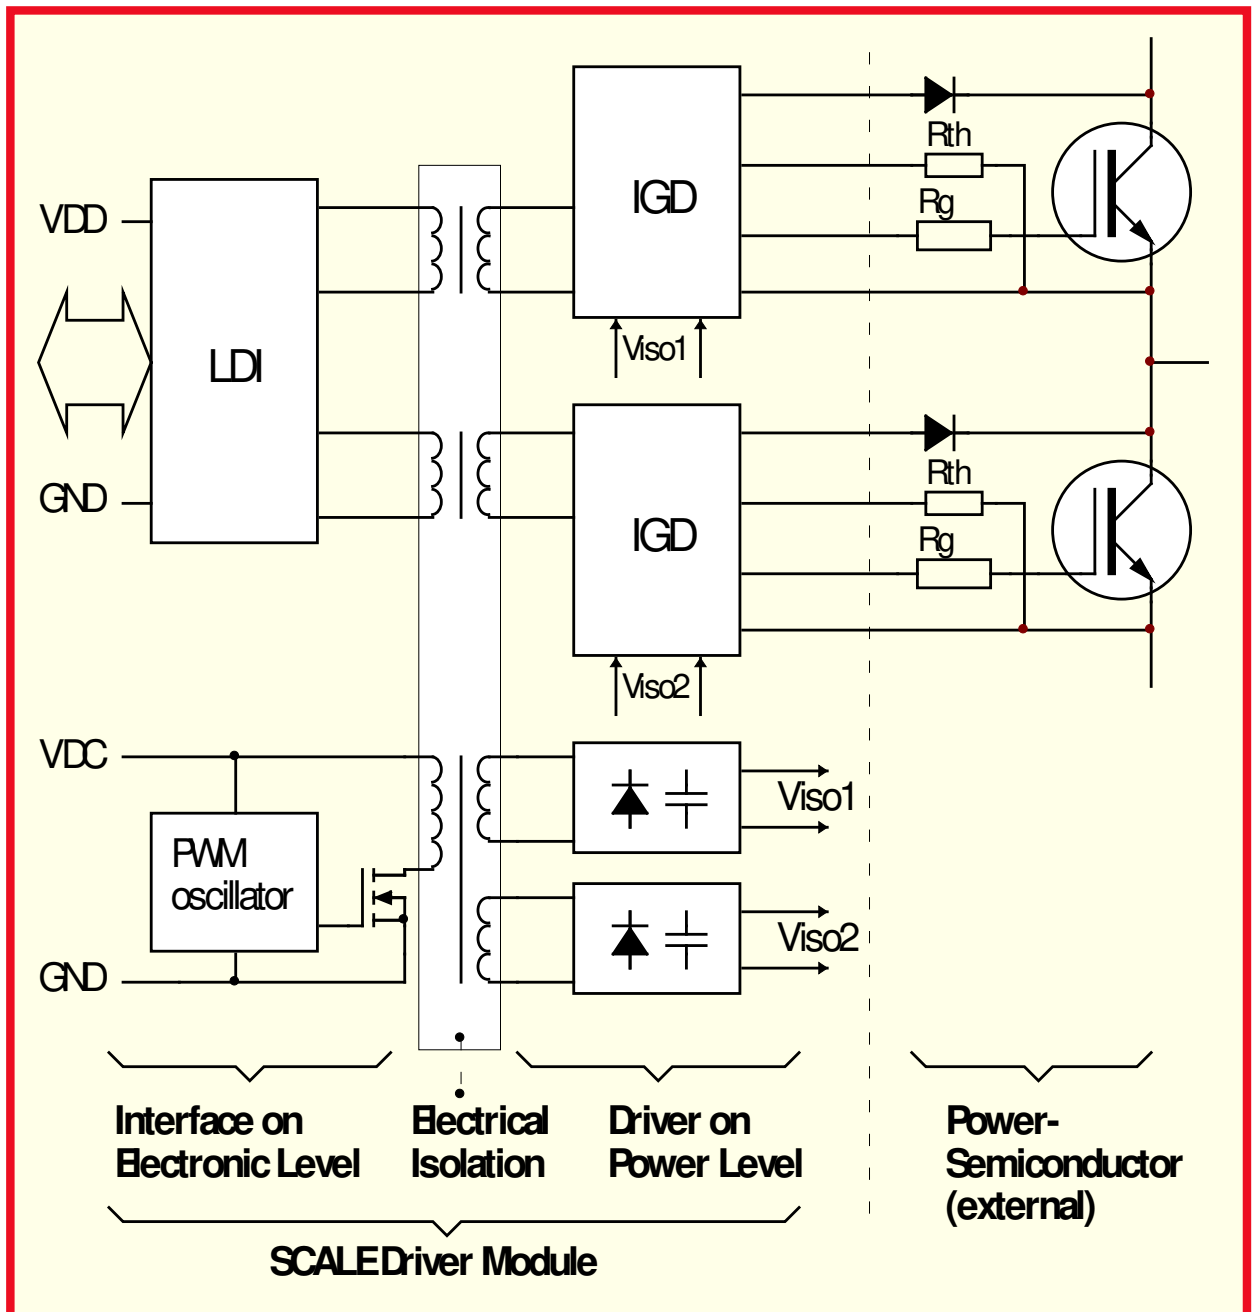 IGD
Rth
Rg
VDD
LDI
Viso1
GND
IGD
Rth
Rg
Viso2
VDC
Viso1
PWM
oscillator
Viso2
GND
Interface on
Electronic Level
Electrical
Isolation
Driver on
Power Level
Power-
Semiconductor
(external)
SCALE Driver Module